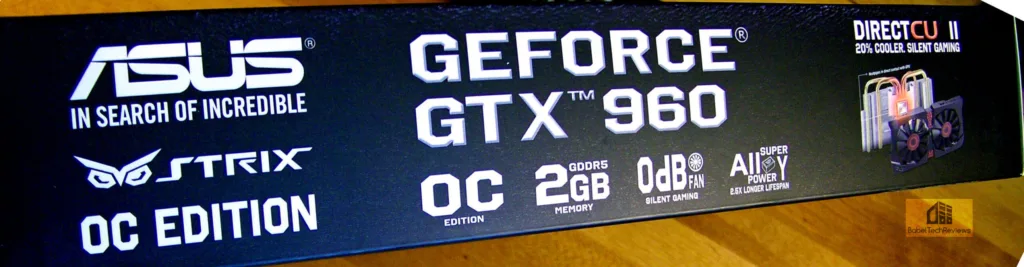 ASUS®
IN SEARCH OF INCREDIBLE
STRIX
OC EDITION
GEFORCE®
GTX™ 960
OC
EDITION
2GB
GDDR5
MEMORY
0dB
FAN
SILENT GAMING
SUPER
Alloy
POWER
2.5X LONGER LIFESPAN
DIRECTCU II
20% COOLER. SILENT GAMING
BabelTechReviews